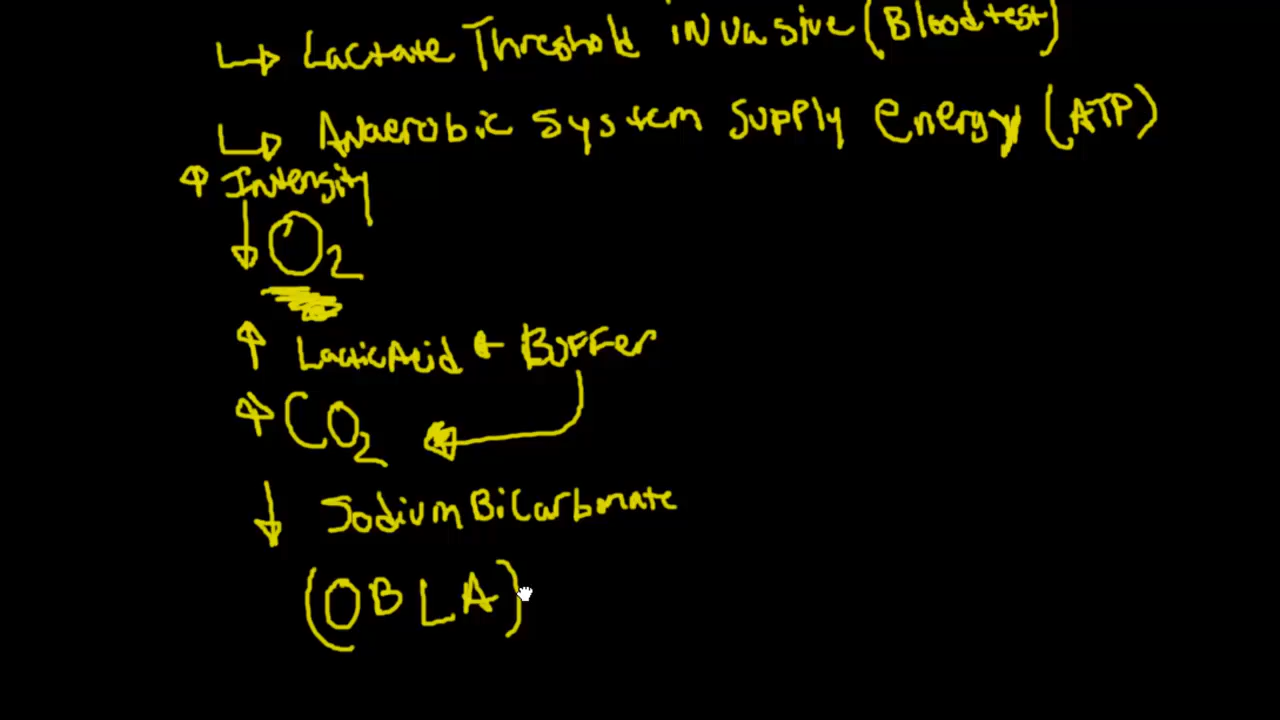 ↳ Lactate Threshold invasive (Blood test)
↳ Anaerobic System Supply energy (ATP)
↑ Intensity
↓ O2
↑ Lactic Acid ← Buffer
↑ CO2
↓ Sodium BiCarbonate
(OBLA)